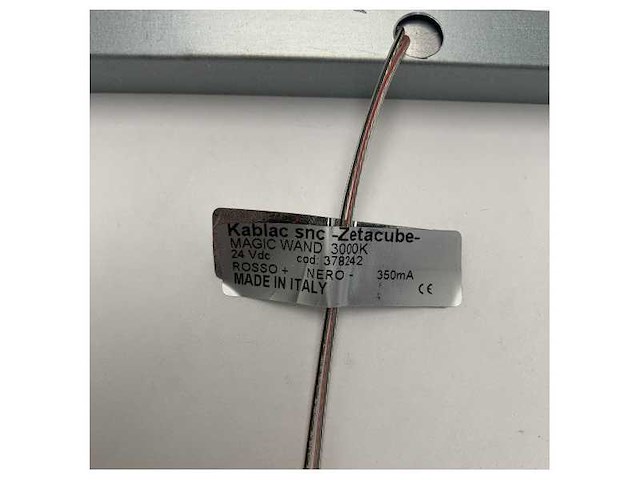 Kablac snc -Zetacube-
MAGIC WAND 3000K
24 Vdc cod: 378242
ROSSO + NERO - 350mA
MADE IN ITALY CE